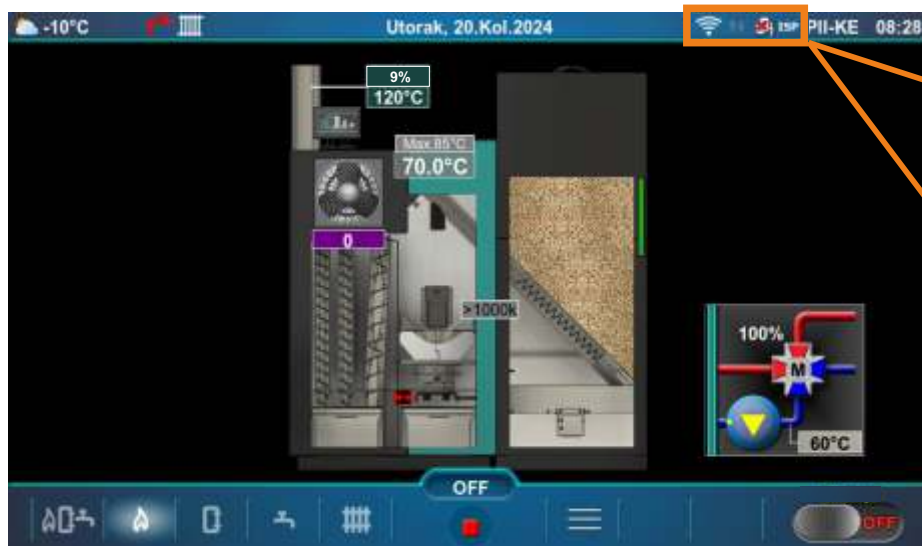 -10°C Utorak, 20.Kol.2024 ESP PII-KE 08:28
9%
120°C
Max.85°C
70.0°C
0
>1000k
100%
M
60°C
OFF
OFF